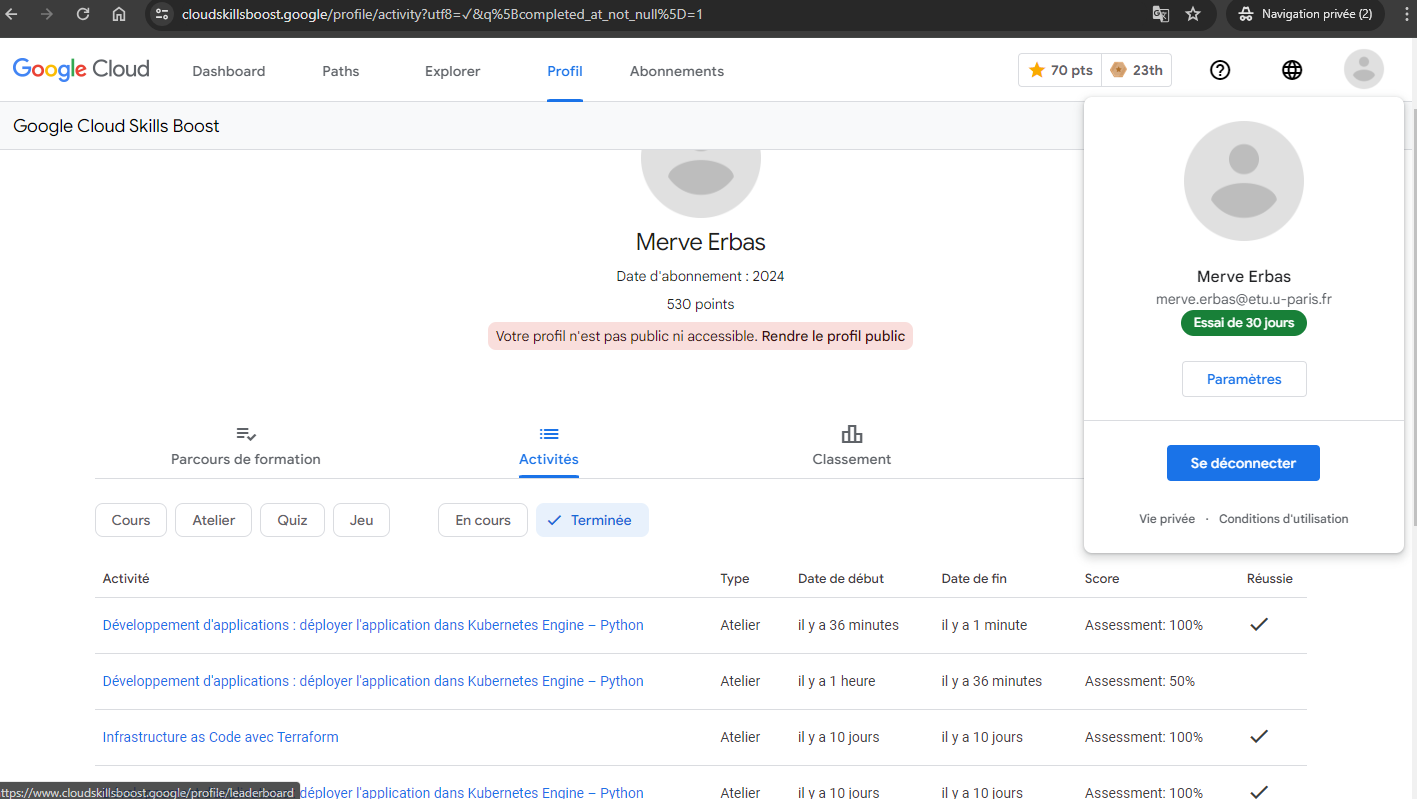 cloudskillsboost.google/profile/activity?utf8=✓&q%5Bcompleted_at_not_null%5D=1
Navigation privée (2)
Google Cloud
Dashboard
Paths
Explorer
Profil
Abonnements
70 pts
23th
Google Cloud Skills Boost
Merve Erbas
Date d'abonnement : 2024
530 points
Votre profil n'est pas public ni accessible. Rendre le profil public
Merve Erbas
merve.erbas@etu.u-paris.fr
Essai de 30 jours
Paramètres
Se déconnecter
Vie privée · Conditions d'utilisation
Parcours de formation
Activités
Classement
Cours
Atelier
Quiz
Jeu
En cours
Terminée
Activité Type Date de début Date de fin Score Réussie
Développement d'applications : déployer l'application dans Kubernetes Engine – Python Atelier il y a 36 minutes il y a 1 minute Assessment: 100%
Développement d'applications : déployer l'application dans Kubernetes Engine – Python Atelier il y a 1 heure il y a 36 minutes Assessment: 50%
Infrastructure as Code avec Terraform Atelier il y a 10 jours il y a 10 jours Assessment: 100%
déployer l'application dans Kubernetes Engine – Python Atelier il y a 10 jours il y a 10 jours Assessment: 100%
ttps://www.cloudskillsboost.google/profile/leaderboard